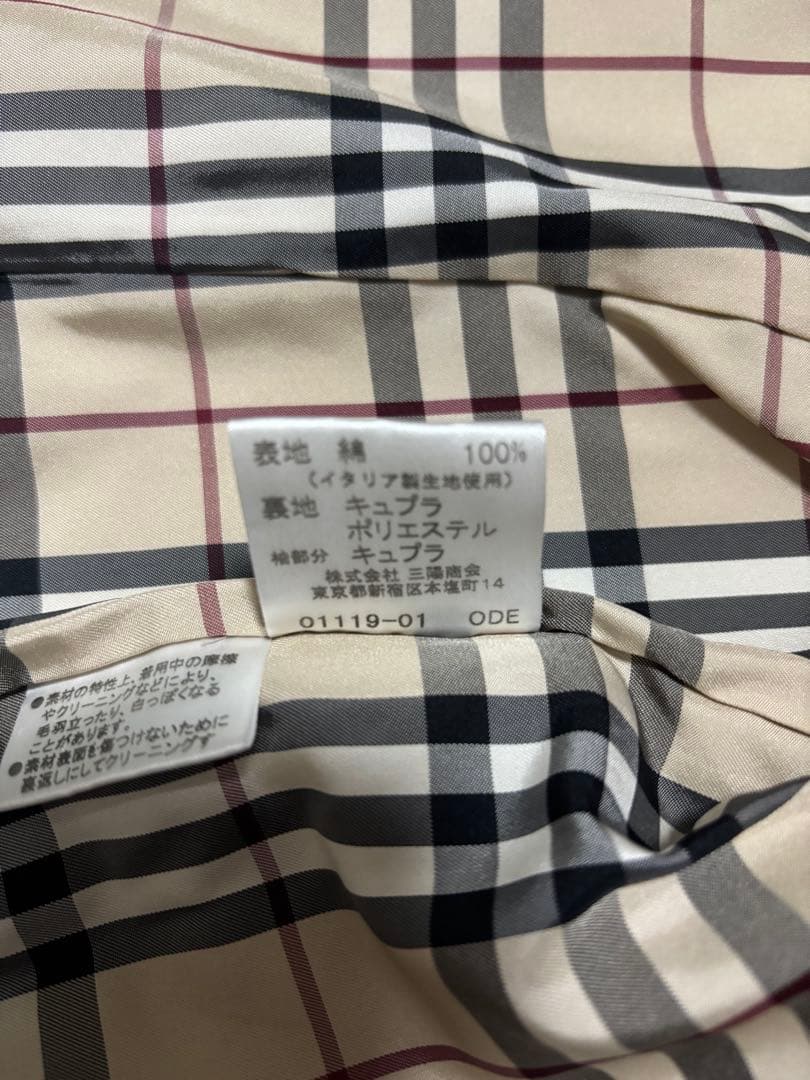 表地 綿 100%
(イタリア製生地使用)
裏地 キュプラ
ポリエステル
袖部分 キュプラ
株式会社 三陽商会
東京都新宿区本塩町14
01119-01 ODE
●素材の特性上、着用中の摩擦
やクリーニングなどにより、
毛羽立ったり、白っぽくなる
ことがあります。
●素材表面を傷つけないために
裏返しにしてクリーニングす